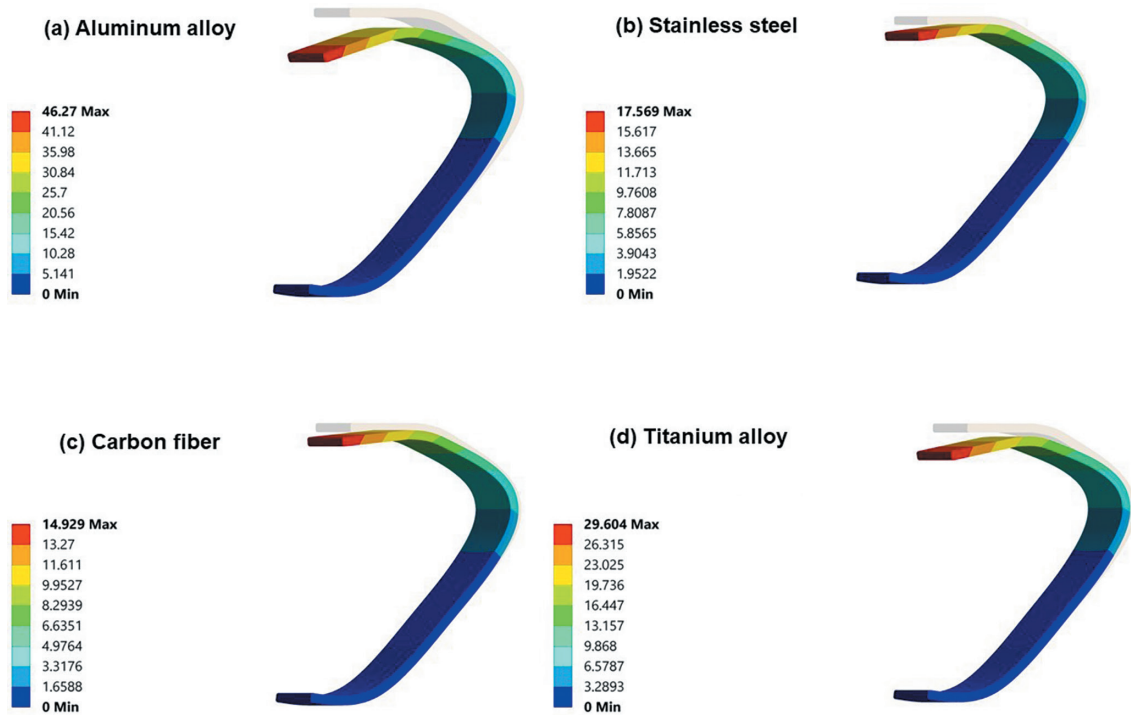 (a) Aluminum alloy
46.27 Max
41.12
35.98
30.84
25.7
20.56
15.42
10.28
5.141
0 Min
(b) Stainless steel
17.569 Max
15.617
13.665
11.713
9.7608
7.8087
5.8565
3.9043
1.9522
0 Min
(c) Carbon fiber
14.929 Max
13.27
11.611
9.9527
8.2939
6.6351
4.9764
3.3176
1.6588
0 Min
(d) Titanium alloy
29.604 Max
26.315
23.025
19.736
16.447
13.157
9.868
6.5787
3.2893
0 Min